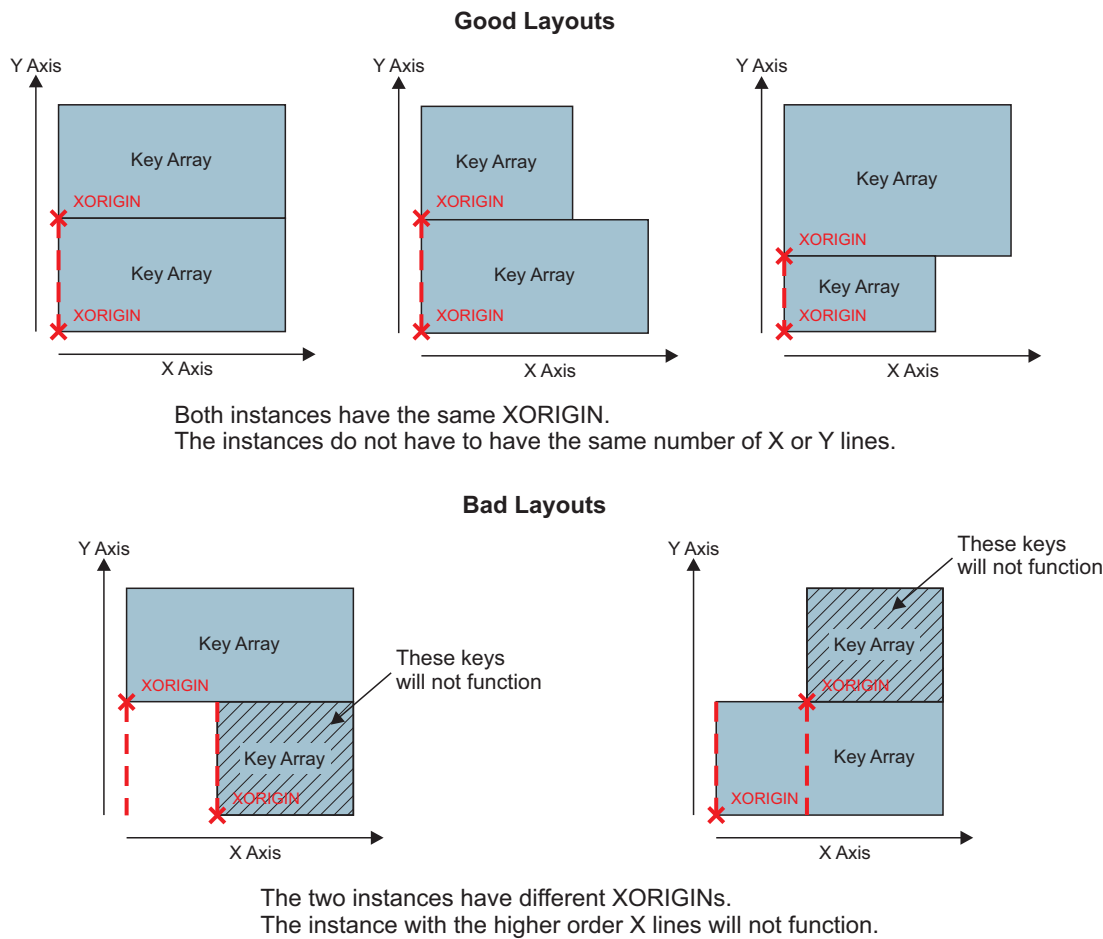 Good Layouts
Y Axis
Key Array
XORIGIN
Key Array
XORIGIN
X Axis
Y Axis
Key Array
XORIGIN
Key Array
XORIGIN
X Axis
Y Axis
Key Array
XORIGIN
Key Array
XORIGIN
X Axis
Both instances have the same XORIGIN.
The instances do not have to have the same number of X or Y lines.
Bad Layouts
Y Axis
Key Array
XORIGIN
These keys
will not function
Key Array
XORIGIN
X Axis
Y Axis
These keys
will not function
Key Array
XORIGIN
Key Array
XORIGIN
X Axis
The two instances have different XORIGINs.
The instance with the higher order X lines will not function.